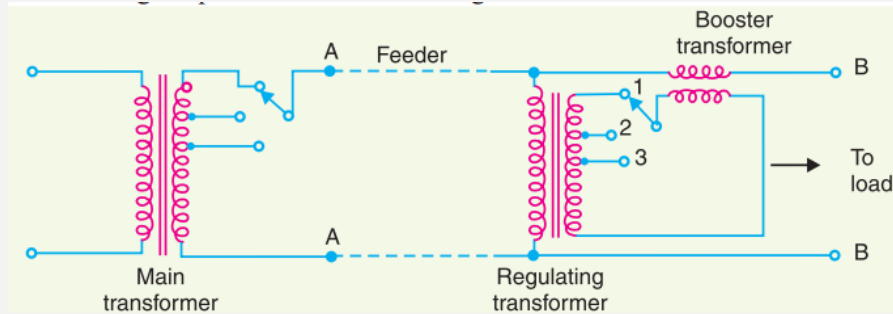 Booster
transformer
A
Feeder
B
1
2
3
To
load
A
B
Main
transformer
Regulating
transformer